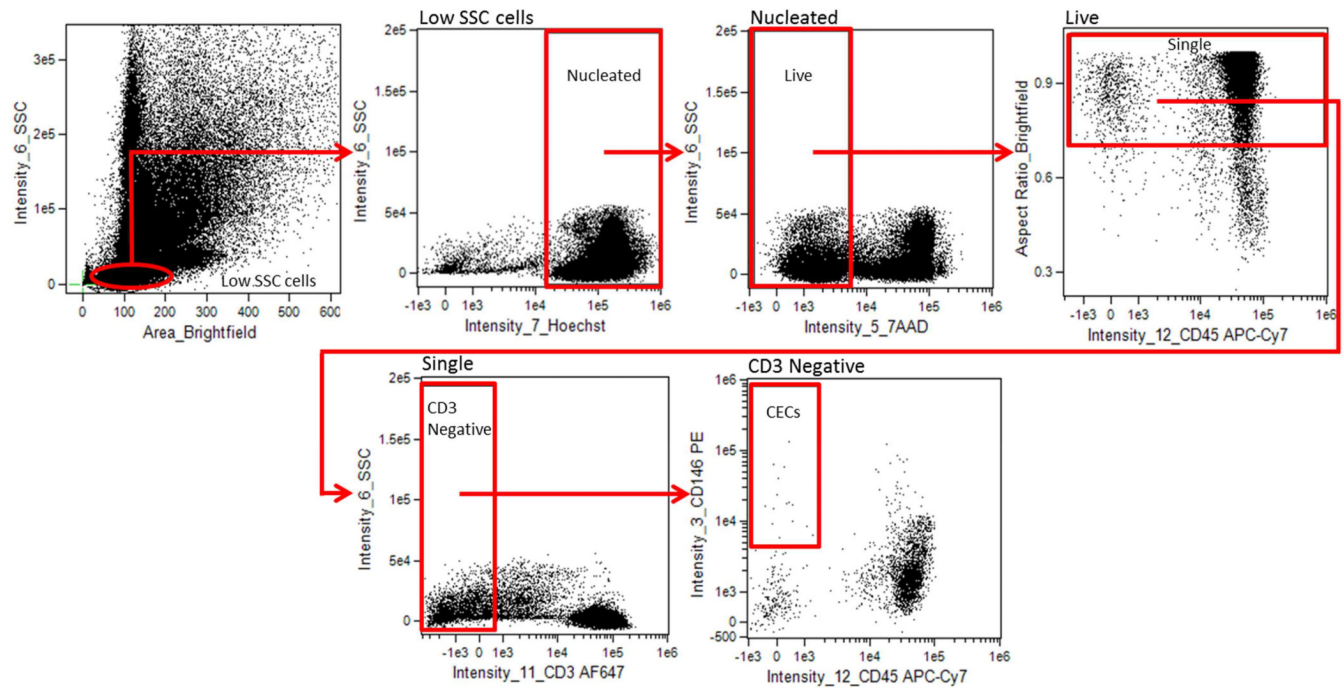 Low SSC cells
Nucleated
Live
3e5
2e5
1e5
0
Intensity_6_SSC
Low SSC cells
0 100 200 300 400 500 600
Area_Brightfield
2e5
1.5e5
1e5
5e4
0
Intensity_6_SSC
Nucleated
-1e3 0 1e3 1e4 1e5 1e6
Intensity_7_Hoechst
2e5
1.5e5
1e5
5e4
0
Intensity_6_SSC
Live
-1e3 0 1e3 1e4 1e5 1e6
Intensity_5_7AAD
0.9
0.6
0.3
Aspect Ratio_Brightfield
Single
-1e3 0 1e3 1e4 1e5 1e6
Intensity_12_CD45 APC-Cy7
Single
CD3 Negative
2e5
1.5e5
1e5
5e4
0
Intensity_6_SSC
CD3
Negative
-1e3 0 1e3 1e4 1e5 1e6
Intensity_11_CD3 AF647
1e6
1e5
1e4
1e3
0
-500
Intensity_3_CD146 PE
CECs
-1e3 0 1e3 1e4 1e5 1e6
Intensity_12_CD45 APC-Cy7